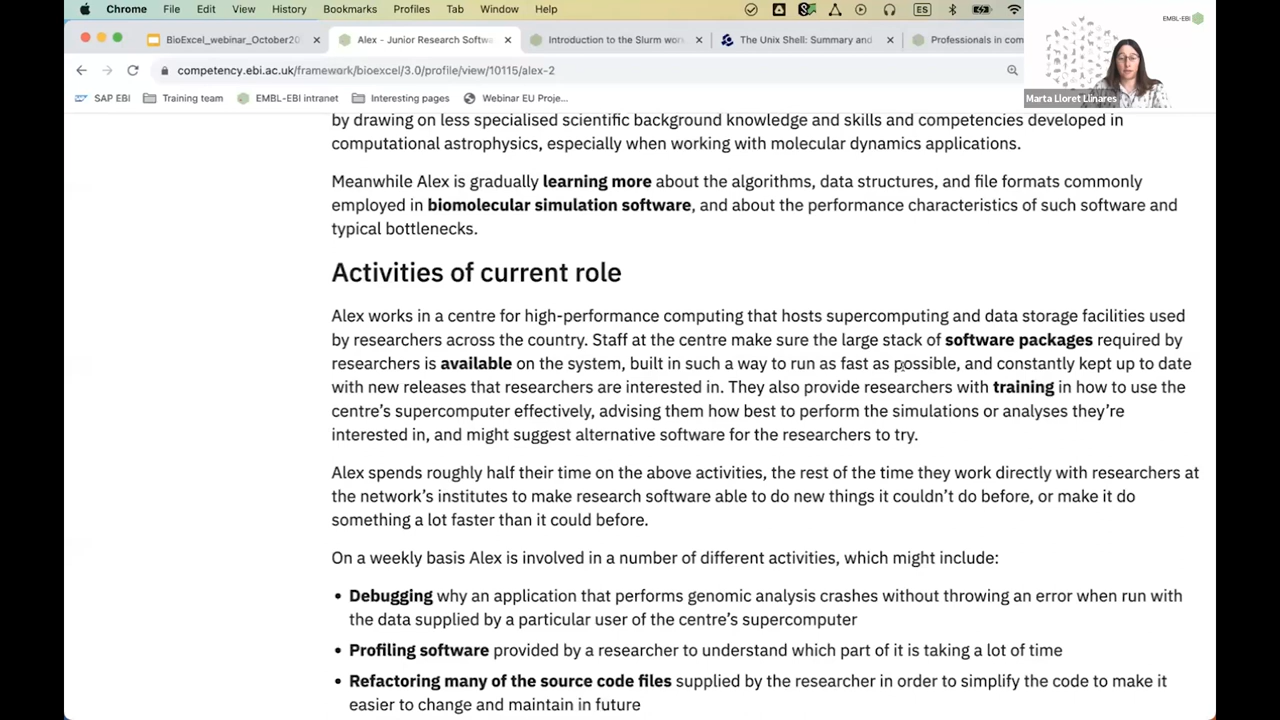 Chrome File Edit View History Bookmarks Profiles Tab Window Help
ES
EMBL-EBI
BioExcel_webinar_October20
Alex - Junior Research Softwa
Introduction to the Slurm wor
The Unix Shell: Summary and
Professionals in com
competency.ebi.ac.uk/framework/bioexcel/3.0/profile/view/10115/alex-2
SAP EBI
Training team
EMBL-EBI intranet
Interesting pages
Webinar EU Proje...
Marta Lloret Llinares
by drawing on less specialised scientific background knowledge and skills and competencies developed in
computational astrophysics, especially when working with molecular dynamics applications.
Meanwhile Alex is gradually learning more about the algorithms, data structures, and file formats commonly
employed in biomolecular simulation software, and about the performance characteristics of such software and
typical bottlenecks.
Activities of current role
Alex works in a centre for high-performance computing that hosts supercomputing and data storage facilities used
by researchers across the country. Staff at the centre make sure the large stack of software packages required by
researchers is available on the system, built in such a way to run as fast as possible, and constantly kept up to date
with new releases that researchers are interested in. They also provide researchers with training in how to use the
centre's supercomputer effectively, advising them how best to perform the simulations or analyses they're
interested in, and might suggest alternative software for the researchers to try.
Alex spends roughly half their time on the above activities, the rest of the time they work directly with researchers at
the network's institutes to make research software able to do new things it couldn't do before, or make it do
something a lot faster than it could before.
On a weekly basis Alex is involved in a number of different activities, which might include:
• Debugging why an application that performs genomic analysis crashes without throwing an error when run with
the data supplied by a particular user of the centre's supercomputer
• Profiling software provided by a researcher to understand which part of it is taking a lot of time
• Refactoring many of the source code files supplied by the researcher in order to simplify the code to make it
easier to change and maintain in future